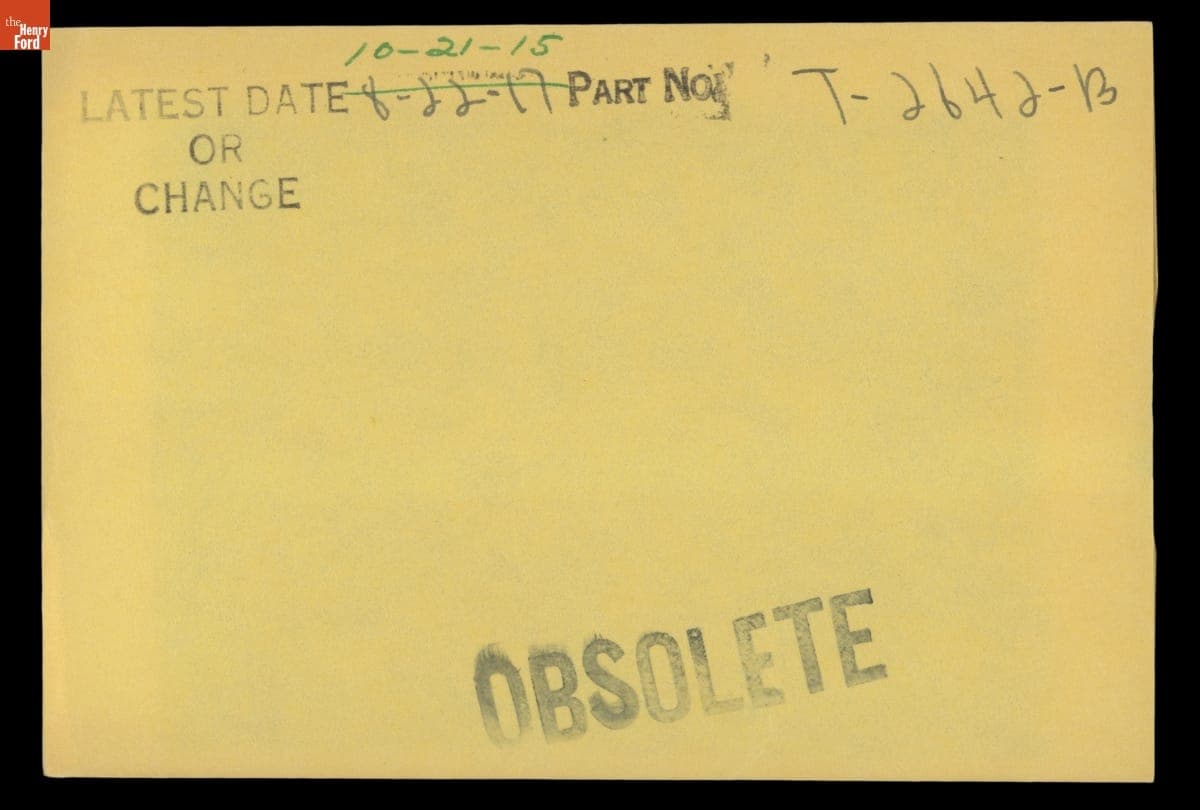 the
Henry
Ford
10-21-15
LATEST DATE 8-22-17 PART NO. T-2642-B
OR
CHANGE
OBSOLETE